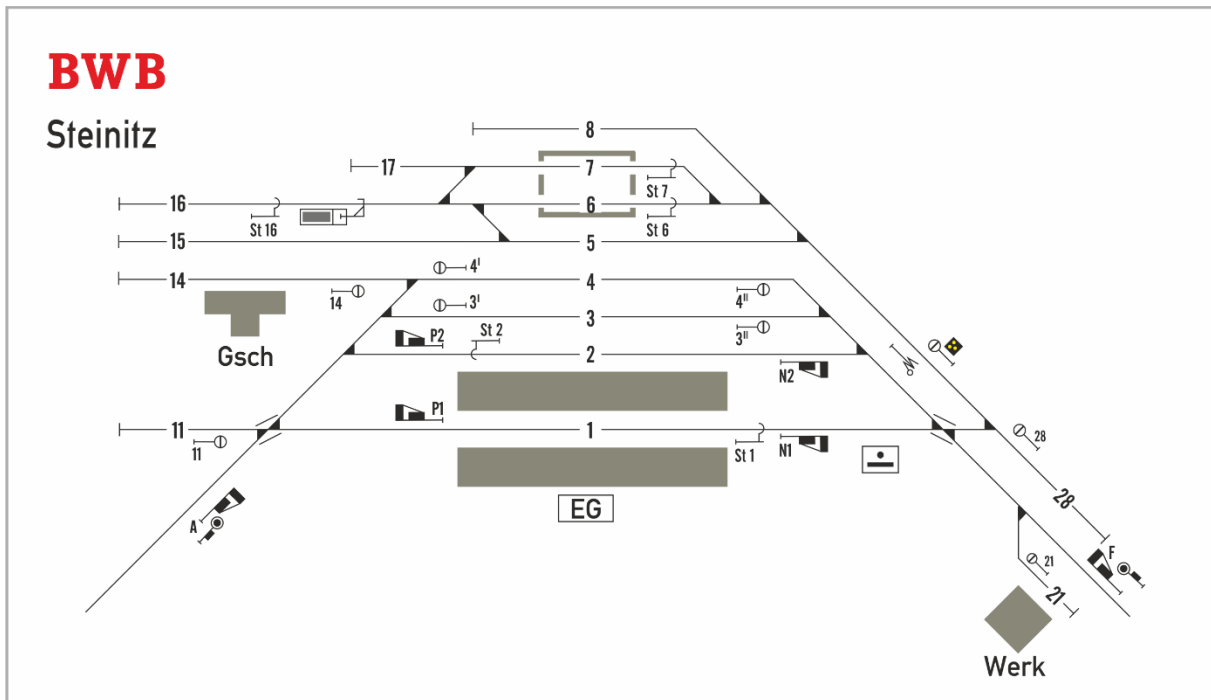 BWB
Steinitz
8
17
7
St 7
16
6
St 16
St 6
15
5
14
4
4ᴵ
14
4ᴵᴵ
3ᴵ
3
3ᴵᴵ
Gsch
P2
St 2
2
N2
P1
11
1
11
St 1
N1
28
28
A
EG
F
21
21
Werk